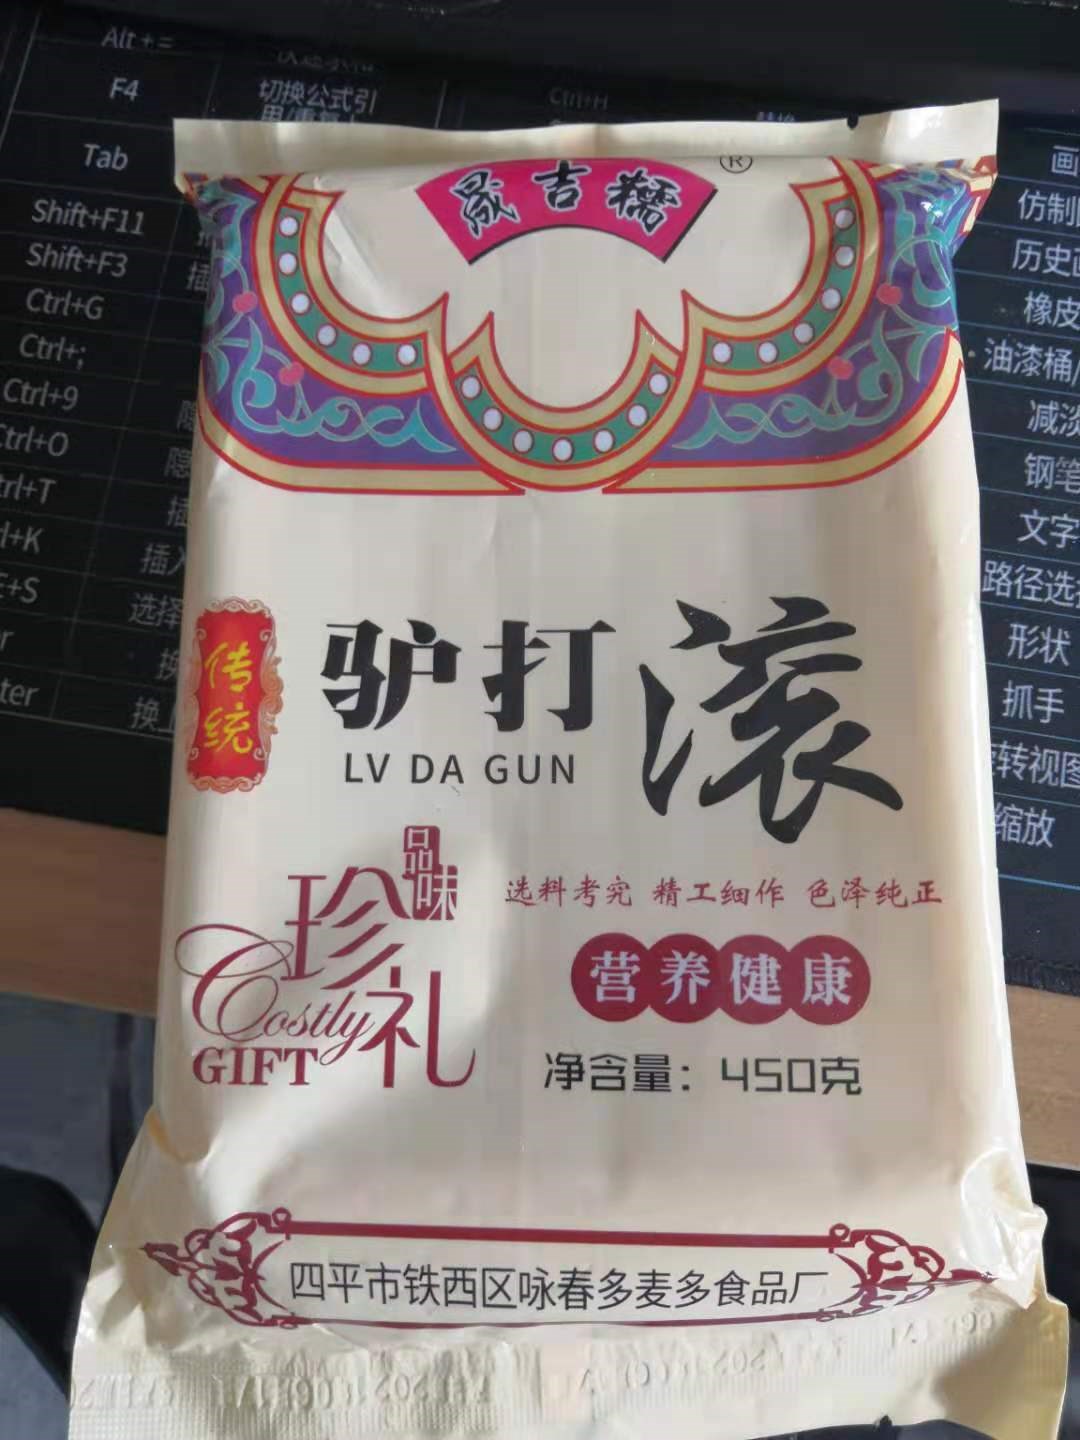 Alt+=
F4
切换公式引
Ctrl+H
Tab
Shift+F11
Shift+F3
Ctrl+G
Ctrl+;
Ctrl+9
Ctrl+O
插入
选择
画
仿制
历史
橡皮
油漆桶/
减淡
钢笔
文字
路径选
形状
抓手
转视图
缩放
晟吉糯®
传统
驴打滚
LV DA GUN
品味
珍礼
Costly
GIFT
选料考究 精工细作 色泽纯正
营养健康
净含量：450克
四平市铁西区咏春多麦多食品厂